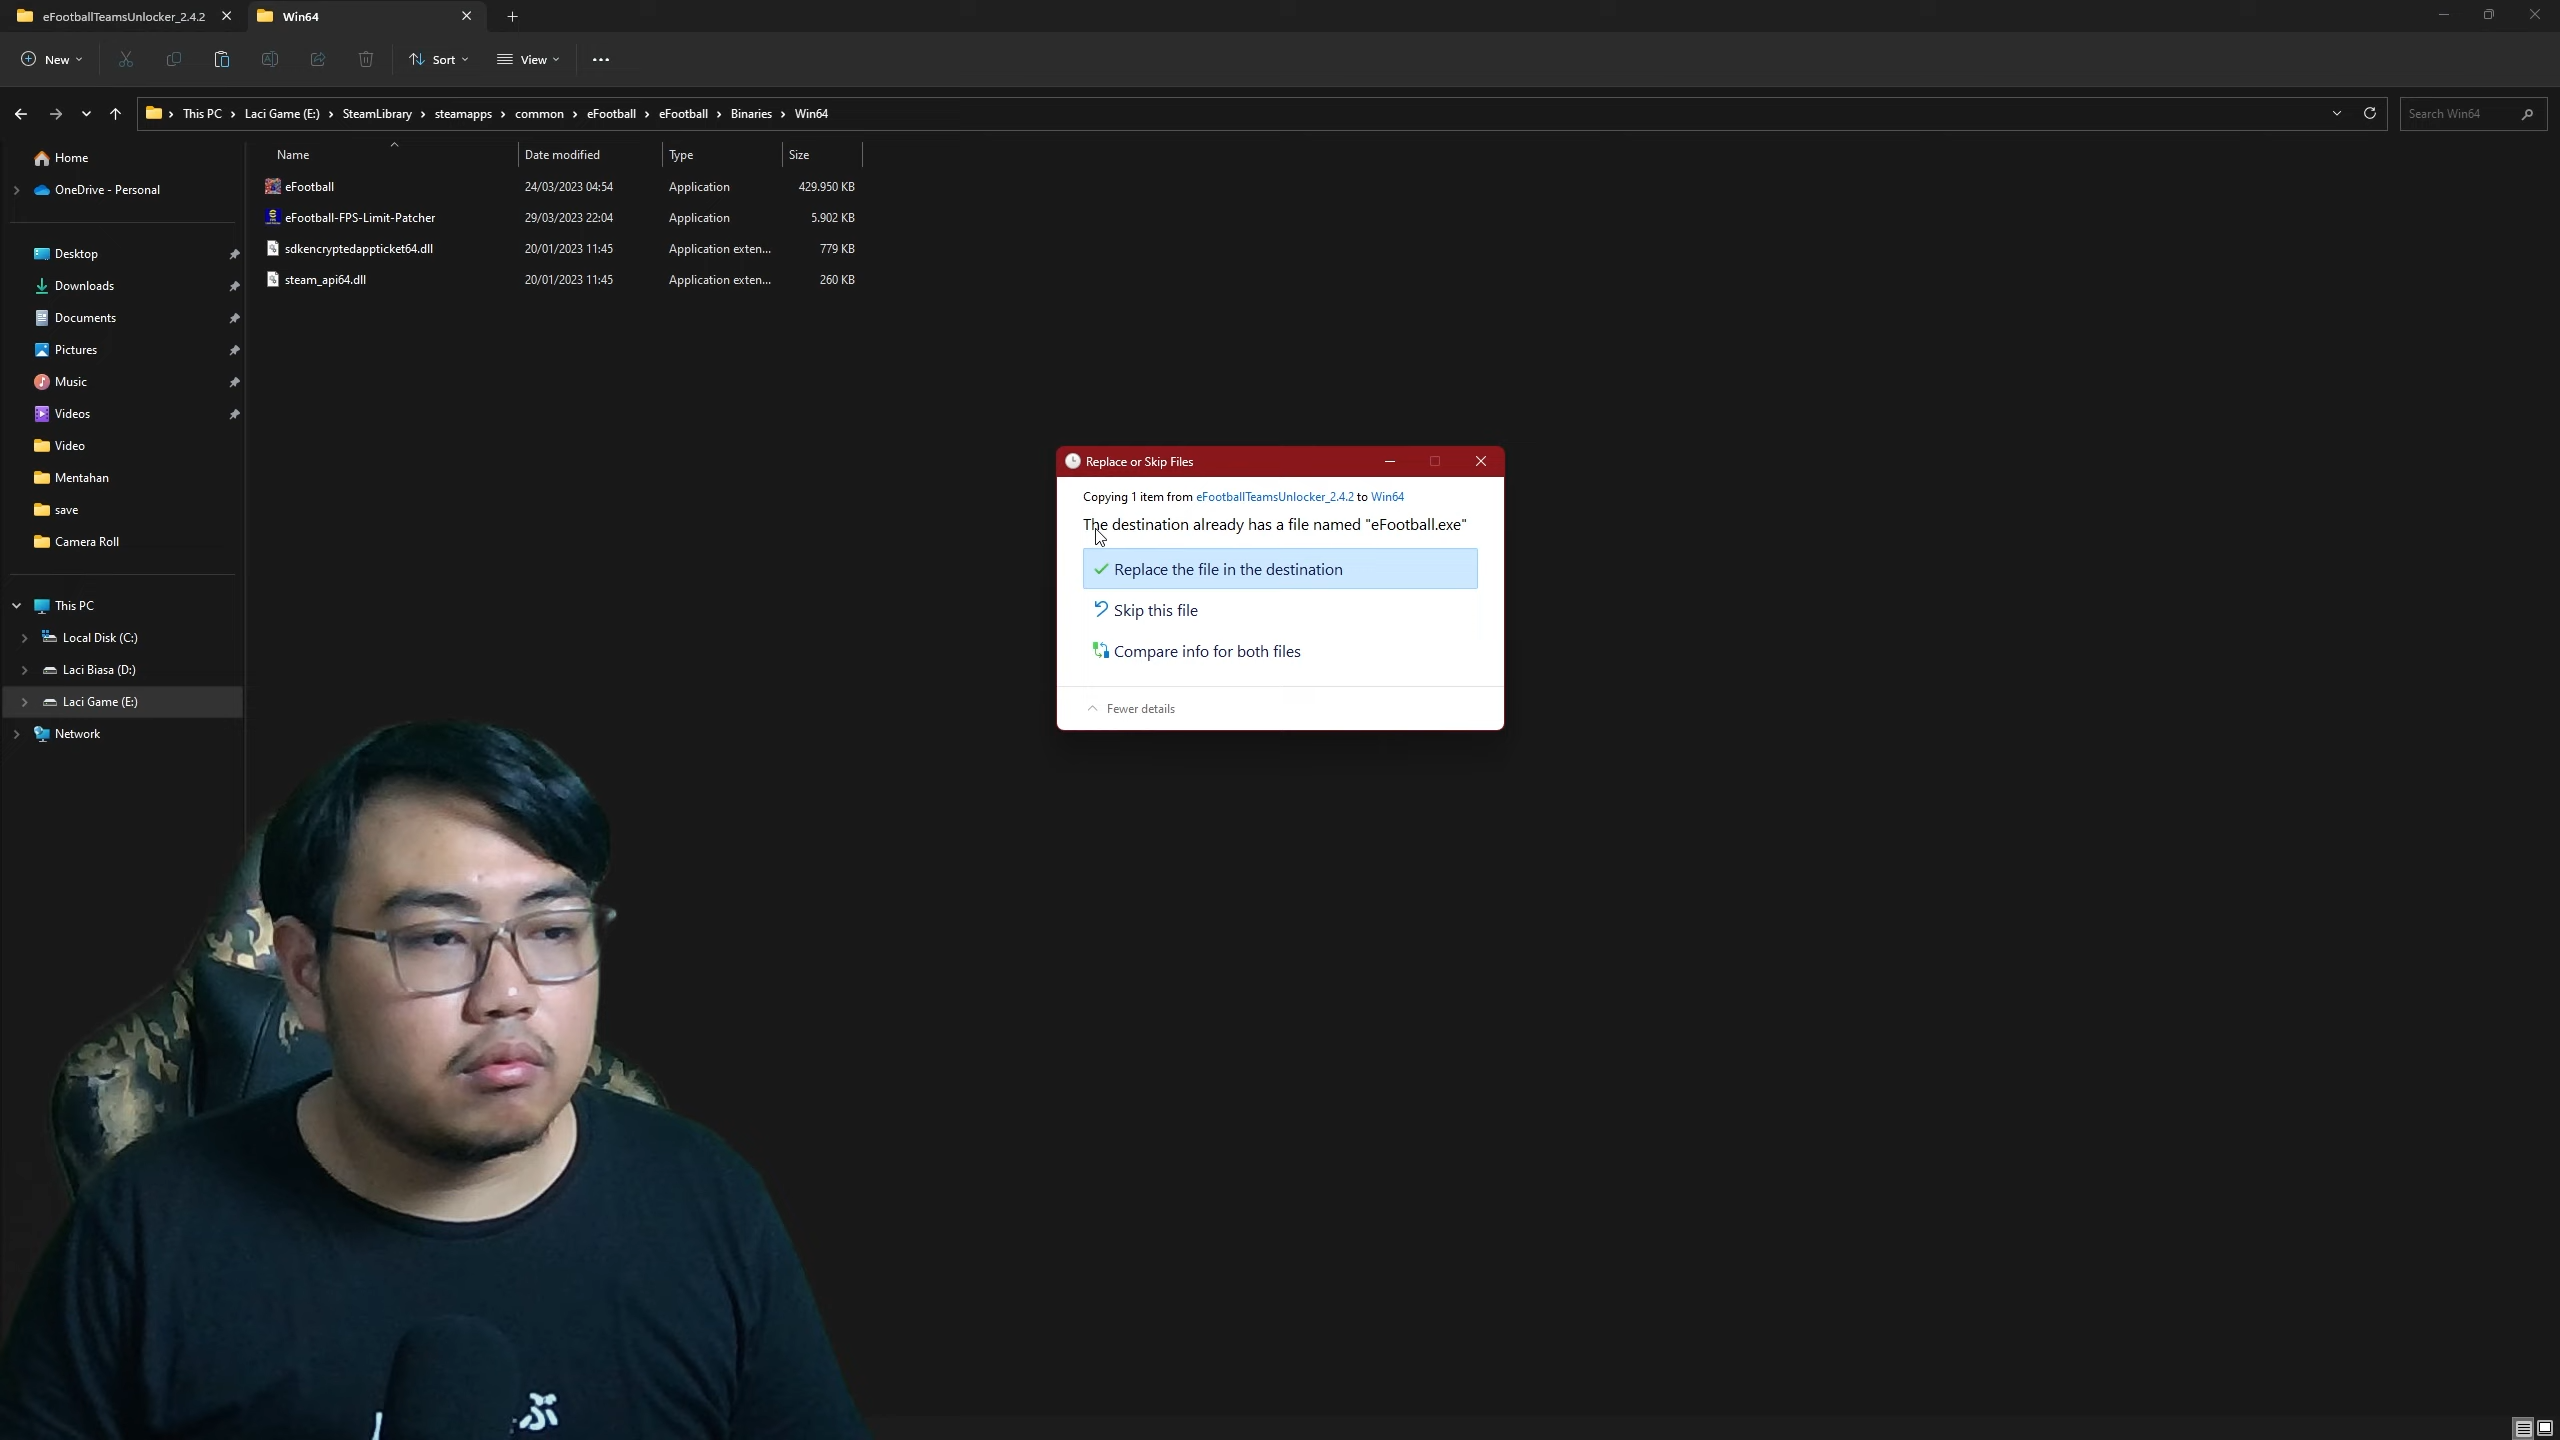 eFootballTeamsUnlocker_2.4.2
Win64
New
Sort
View
This PC > Laci Game (E:) > SteamLibrary > steamapps > common > eFootball > eFootball > Binaries > Win64
Search Win64
Name Date modified Type Size
eFootball 24/03/2023 04:54 Application 429.950 KB
eFootball-FPS-Limit-Patcher 29/03/2023 22:04 Application 5.902 KB
sdkencryptedappticket64.dll 20/01/2023 11:45 Application exten... 779 KB
steam_api64.dll 20/01/2023 11:45 Application exten... 260 KB
Home
OneDrive - Personal
Desktop
Downloads
Documents
Pictures
Music
Videos
Video
Mentahan
save
Camera Roll
This PC
Local Disk (C:)
Laci Biasa (D:)
Laci Game (E:)
Network
Replace or Skip Files
Copying 1 item from eFootballTeamsUnlocker_2.4.2 to Win64
The destination already has a file named "eFootball.exe"
Replace the file in the destination
Skip this file
Compare info for both files
Fewer details